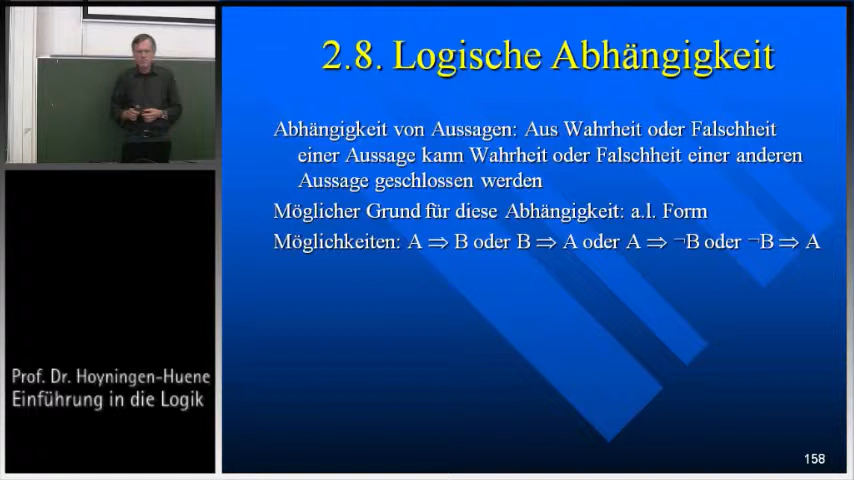 2.8. Logische Abhängigkeit
Abhängigkeit von Aussagen: Aus Wahrheit oder Falschheit
einer Aussage kann Wahrheit oder Falschheit einer anderen
Aussage geschlossen werden
Möglicher Grund für diese Abhängigkeit: a.l. Form
Möglichkeiten: A ⇒ B oder B ⇒ A oder A ⇒ ¬B oder ¬B ⇒ A
Prof. Dr. Hoyningen-Huene
Einführung in die Logik
158